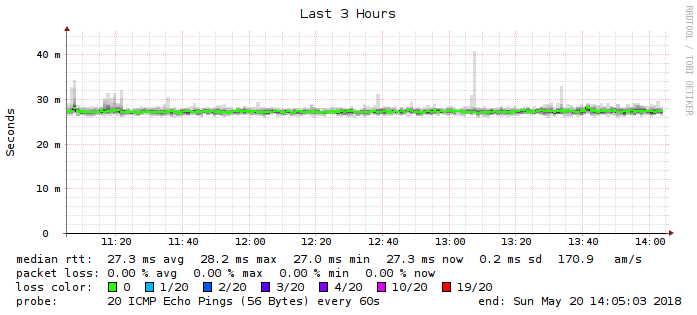 Last 3 Hours
RRDTOOL / TOBI OETIKER
Seconds
40 m
30 m
20 m
10 m
0
11:20 11:40 12:00 12:20 12:40 13:00 13:20 13:40 14:00
median rtt: 27.3 ms avg 28.2 ms max 27.0 ms min 27.3 ms now 0.2 ms sd 170.9 am/s
packet loss: 0.00 % avg 0.00 % max 0.00 % min 0.00 % now
loss color: 0 1/20 2/20 3/20 4/20 10/20 19/20
probe: 20 ICMP Echo Pings (56 Bytes) every 60s end: Sun May 20 14:05:03 2018